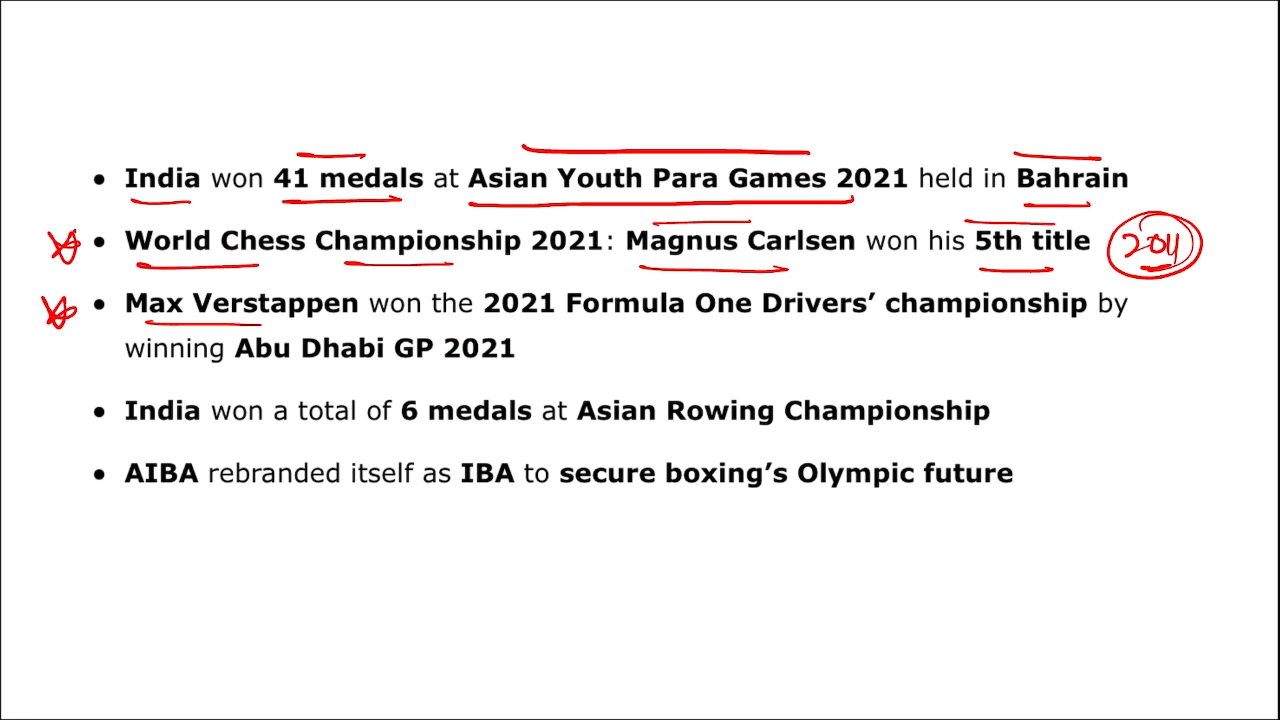 • India won 41 medals at Asian Youth Para Games 2021 held in Bahrain
• World Chess Championship 2021: Magnus Carlsen won his 5th title
• Max Verstappen won the 2021 Formula One Drivers’ championship by
winning Abu Dhabi GP 2021
• India won a total of 6 medals at Asian Rowing Championship
• AIBA rebranded itself as IBA to secure boxing’s Olympic future